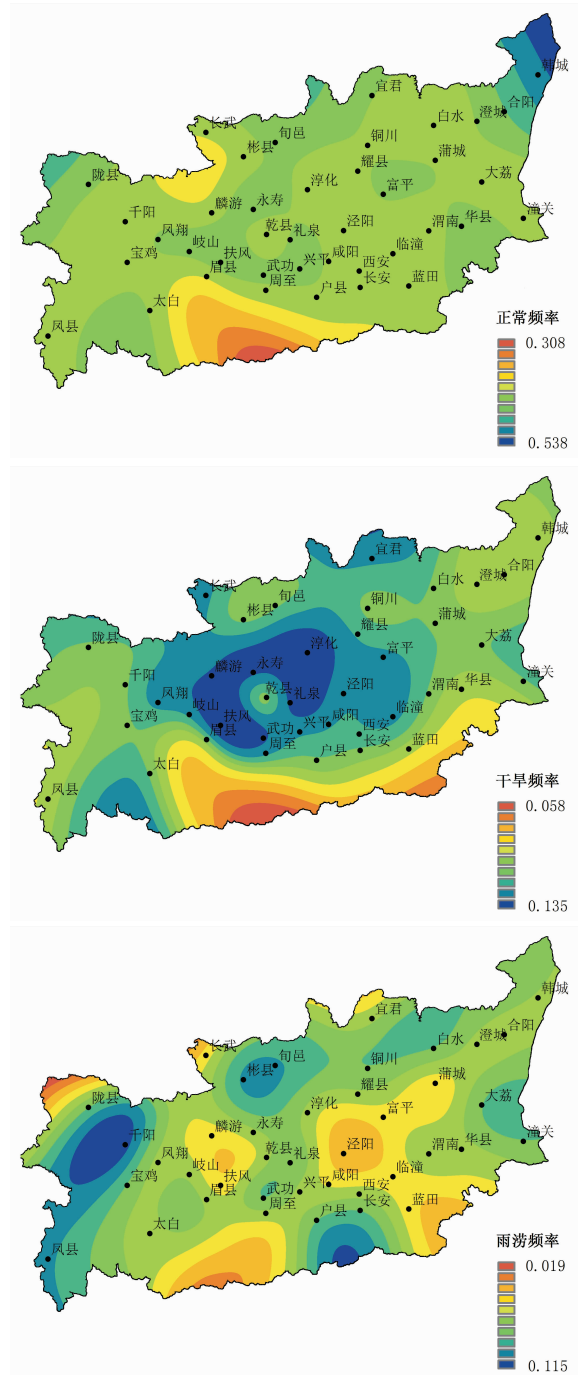 韩城
宜君
合阳
长武
白水
澄城
旬邑
铜川
彬县
蒲城
耀县
陇县
大荔
淳化
富平
麟游
永寿
千阳
潼关
乾县
礼泉
泾阳
渭南
华县
凤翔
岐山
临潼
宝鸡
扶风
武功
兴平
咸阳
西安
眉县
周至
户县
长安
蓝田
太白
凤县
正常频率
0.308
0.538
韩城
宜君
合阳
长武
白水
澄城
旬邑
铜川
彬县
蒲城
耀县
陇县
大荔
淳化
富平
麟游
永寿
千阳
潼关
乾县
礼泉
泾阳
渭南
华县
凤翔
岐山
临潼
宝鸡
扶风
武功
兴平
咸阳
西安
眉县
周至
户县
长安
蓝田
太白
凤县
干旱频率
0.058
0.135
韩城
宜君
合阳
长武
白水
澄城
旬邑
铜川
彬县
蒲城
耀县
陇县
大荔
淳化
富平
麟游
永寿
千阳
潼关
乾县
礼泉
泾阳
渭南
华县
凤翔
岐山
临潼
宝鸡
扶风
武功
兴平
咸阳
西安
眉县
周至
户县
长安
蓝田
太白
凤县
雨涝频率
0.019
0.115